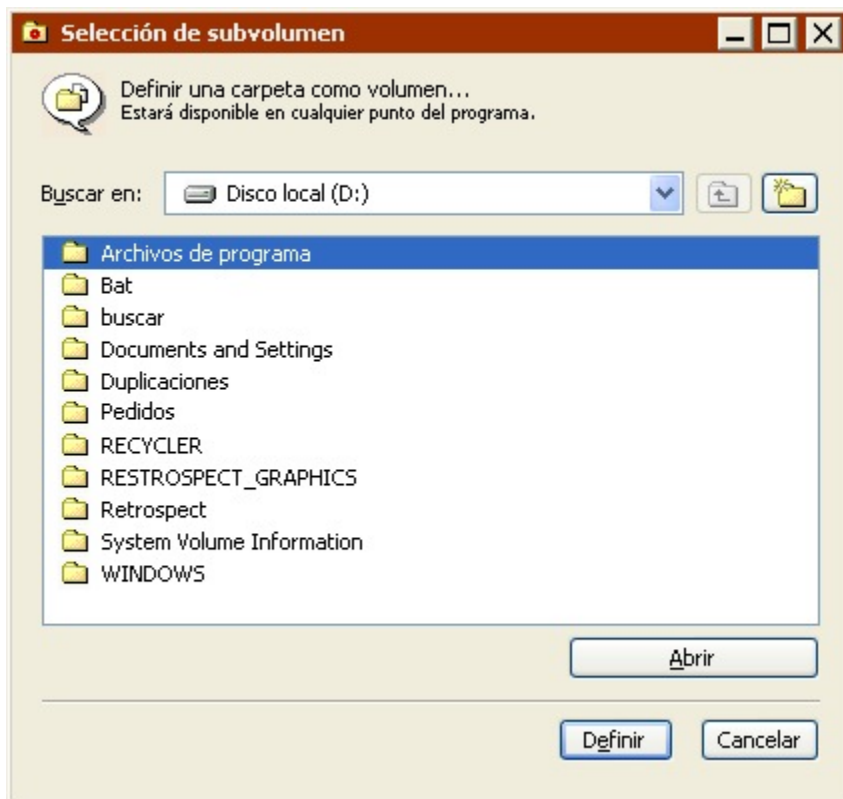 Selección de subvolumen
Definir una carpeta como volumen...
Estará disponible en cualquier punto del programa.
Buscar en: Disco local (D:)
Archivos de programa
Bat
buscar
Documents and Settings
Duplicaciones
Pedidos
RECYCLER
RESTROSPECT_GRAPHICS
Retrospect
System Volume Information
WINDOWS
Abrir
Definir Cancelar